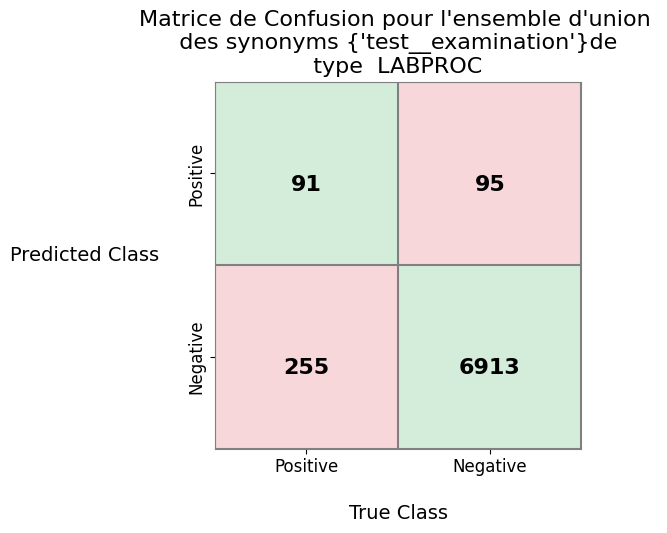 Matrice de Confusion pour l'ensemble d'union
des synonyms {'test__examination'}de
type  LABPROC
Positive
91
95
Predicted Class
Negative
255
6913
Positive
Negative
True Class